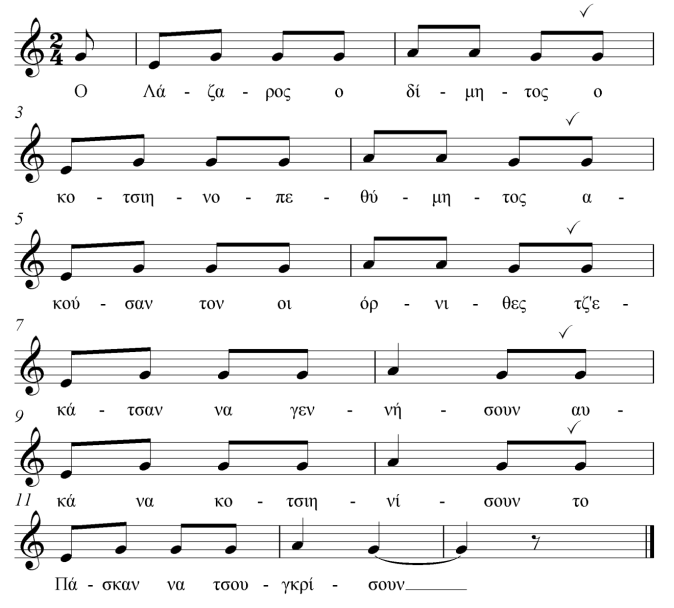 2
4
Ο Λά - ζα - ρος ο δί - μη - τος ο
3
κο - τσιη - νο - πε - θύ - μη - τος α -
5
κού - σαν τον οι όρ - νι - θες τζ'ε -
7
κά - τσαν να γεν - νή - σουν αυ -
9
κά να κο - τσιη - νί - σουν το
11
Πά - σκαν να τσου - γκρί - σουν